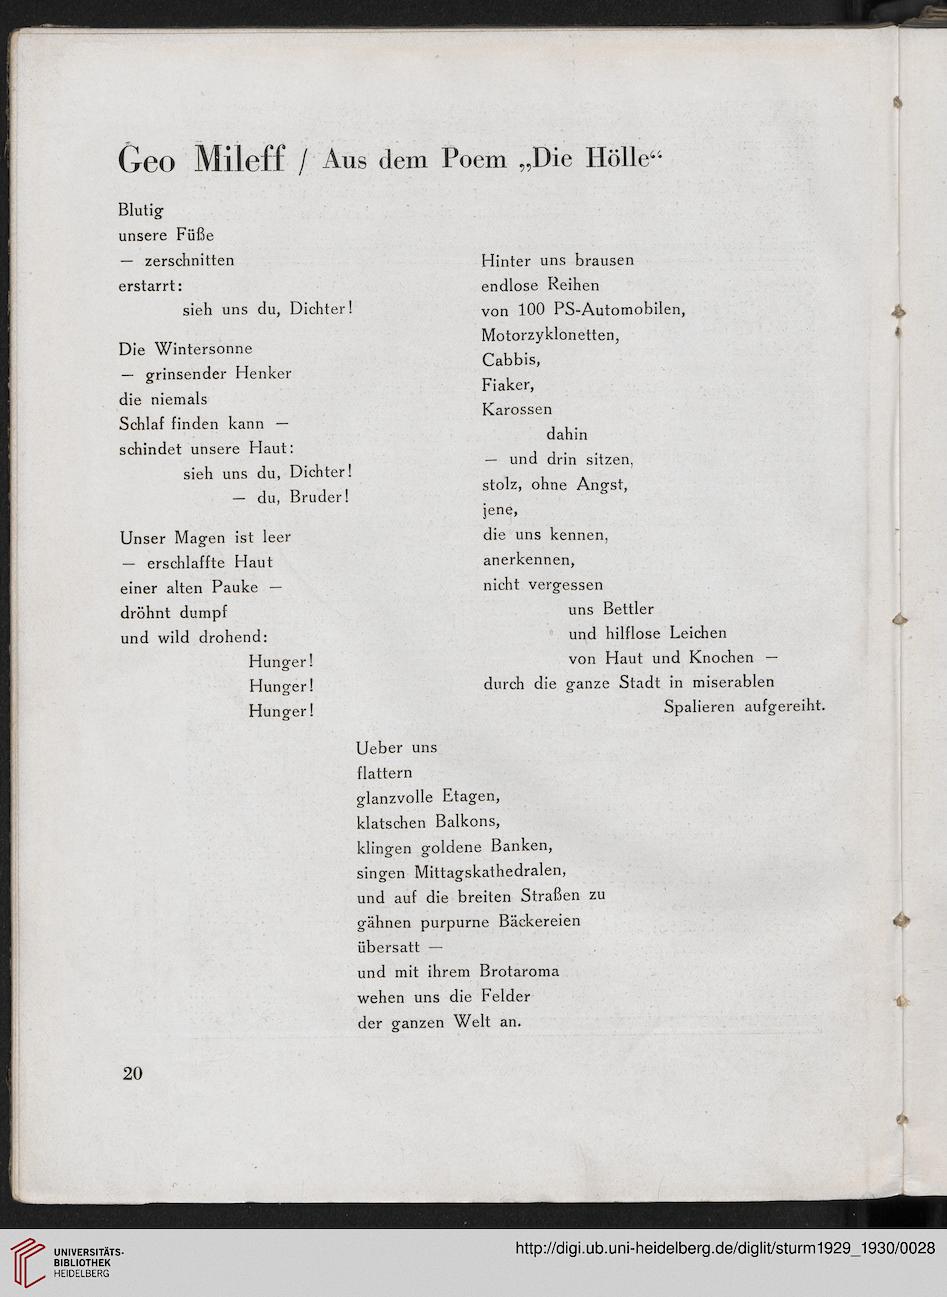 Geo Mileff / Aus dem Poem „Die Hölle“
Blutig
unsere Füße
— zerschnitten
erstarrt:
sieh uns du, Dichter!
Die Wintersonne
— grinsender Henker
die niemals
Schlaf finden kann —
schindet unsere Haut:
sieh uns du, Dichter!
— du, Bruder!
Unser Magen ist leer
— erschlaffte Haut
einer alten Pauke —
dröhnt dumpf
und wild drohend:
Hunger!
Hunger!
Hunger!
Hinter uns brausen
endlose Reihen
von 100 PS-Automobilen,
Motorzyklonetten,
Cabbis,
Fiaker,
Karossen
dahin
— und drin sitzen,
stolz, ohne Angst,
jene,
die uns kennen,
anerkennen,
nicht vergessen
uns Bettler
und hilflose Leichen
von Haut und Knochen —
durch die ganze Stadt in miserablen
Spalieren aufgereiht.
Ueber uns
flattern
glanzvolle Etagen,
klatschen Balkons,
klingen goldene Banken,
singen Mittagskathedralen,
und auf die breiten Straßen zu
gähnen purpurne Bäckereien
übersatt —
und mit ihrem Brotaroma
wehen uns die Felder
der ganzen Welt an.
20
UNIVERSITÄTS-
BIBLIOTHEK
HEIDELBERG
http://digi.ub.uni-heidelberg.de/diglit/sturm1929_1930/0028